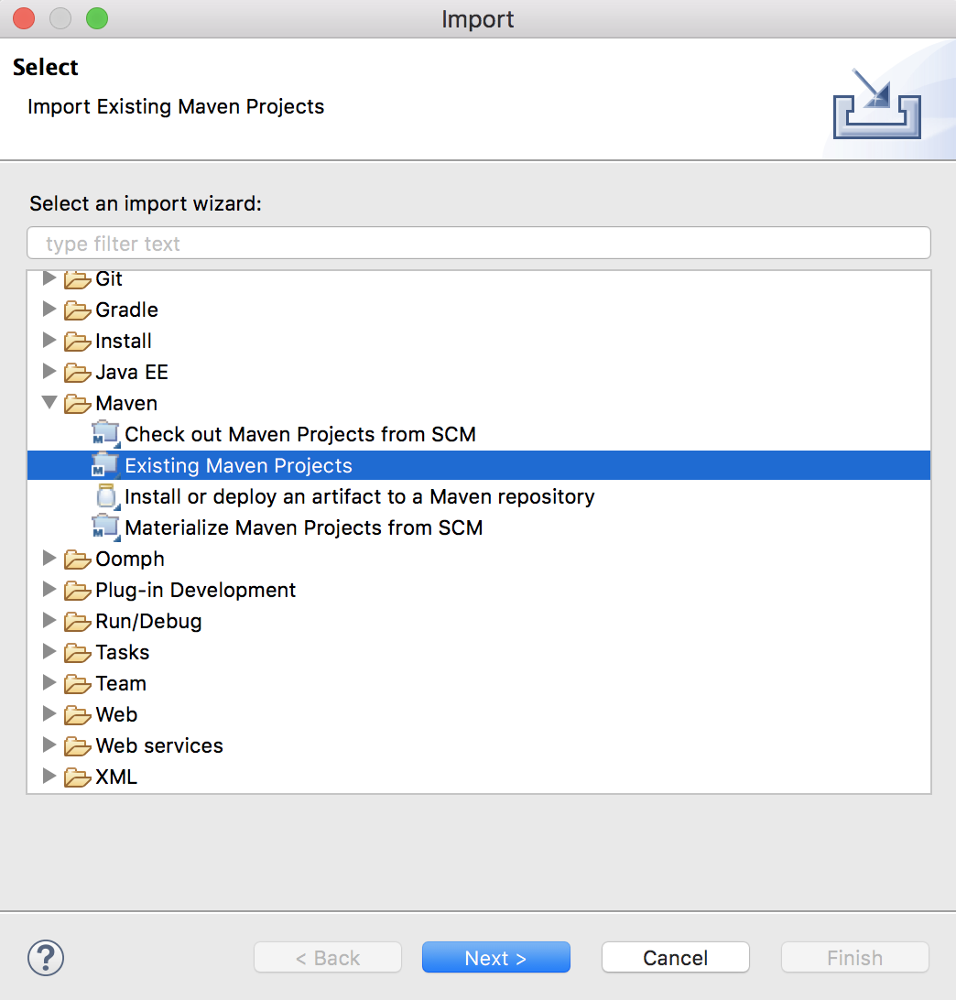 Import
Select
Import Existing Maven Projects
Select an import wizard:
type filter text
Git
Gradle
Install
Java EE
Maven
M Check out Maven Projects from SCM
M Existing Maven Projects
Install or deploy an artifact to a Maven repository
M Materialize Maven Projects from SCM
Oomph
Plug-in Development
Run/Debug
Tasks
Team
Web
Web services
XML
? < Back Next > Cancel Finish